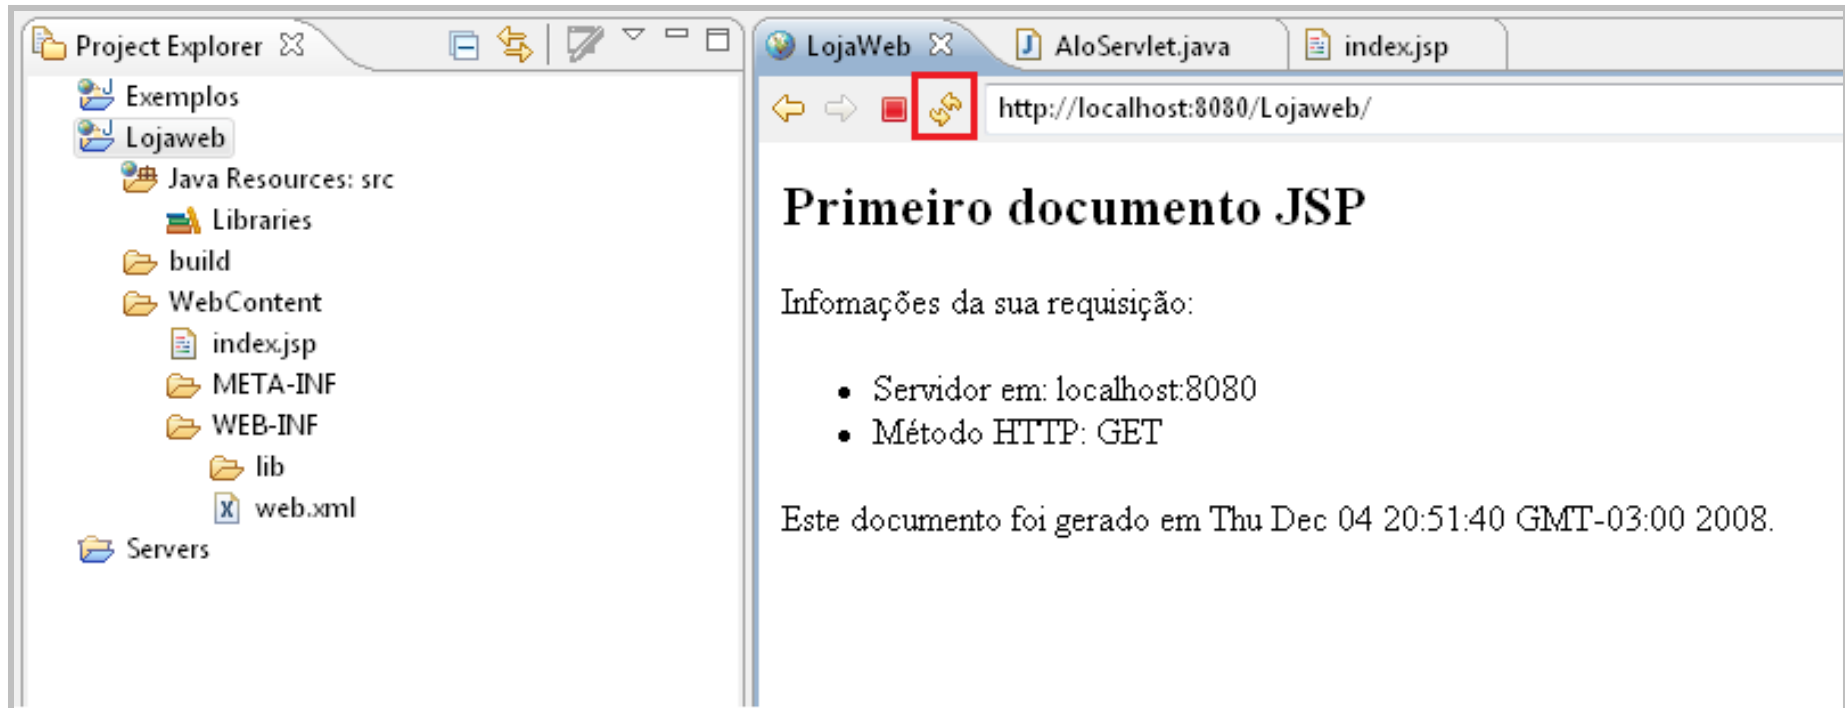 Project Explorer
Exemplos
Lojaweb
Java Resources: src
Libraries
build
WebContent
index.jsp
META-INF
WEB-INF
lib
web.xml
Servers
LojaWeb
AloServlet.java
index.jsp
http://localhost:8080/Lojaweb/
Primeiro documento JSP
Infomações da sua requisição:
• Servidor em: localhost:8080
• Método HTTP: GET
Este documento foi gerado em Thu Dec 04 20:51:40 GMT-03:00 2008.